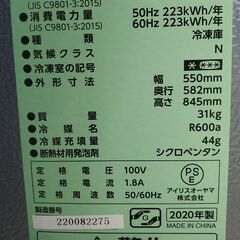 (JIS C9801-3:2015)
●消費電力量 50Hz 223kWh/年
(JIS C9801-3:2015) 60Hz 223kWh/年
●種類 冷凍庫
●気候クラス N
●冷凍室の記号
●外形寸法 幅 550mm
奥行 582mm
高さ 845mm
●質量 31kg
●冷媒名 R600a
●冷媒量 44g
●断熱材用発泡剤 シクロペンタン
定格電圧 100V
定格電流 1.8A
定格周波数 50/60Hz
PSE
アイリスオーヤマ
株式会社
製造番号 2020年製
220082275